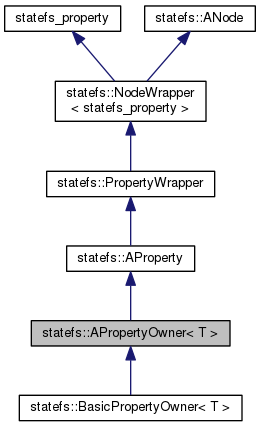 statefs_property
statefs::ANode
statefs::NodeWrapper
< statefs_property >
statefs::PropertyWrapper
statefs::AProperty
statefs::APropertyOwner< T >
statefs::BasicPropertyOwner< T >